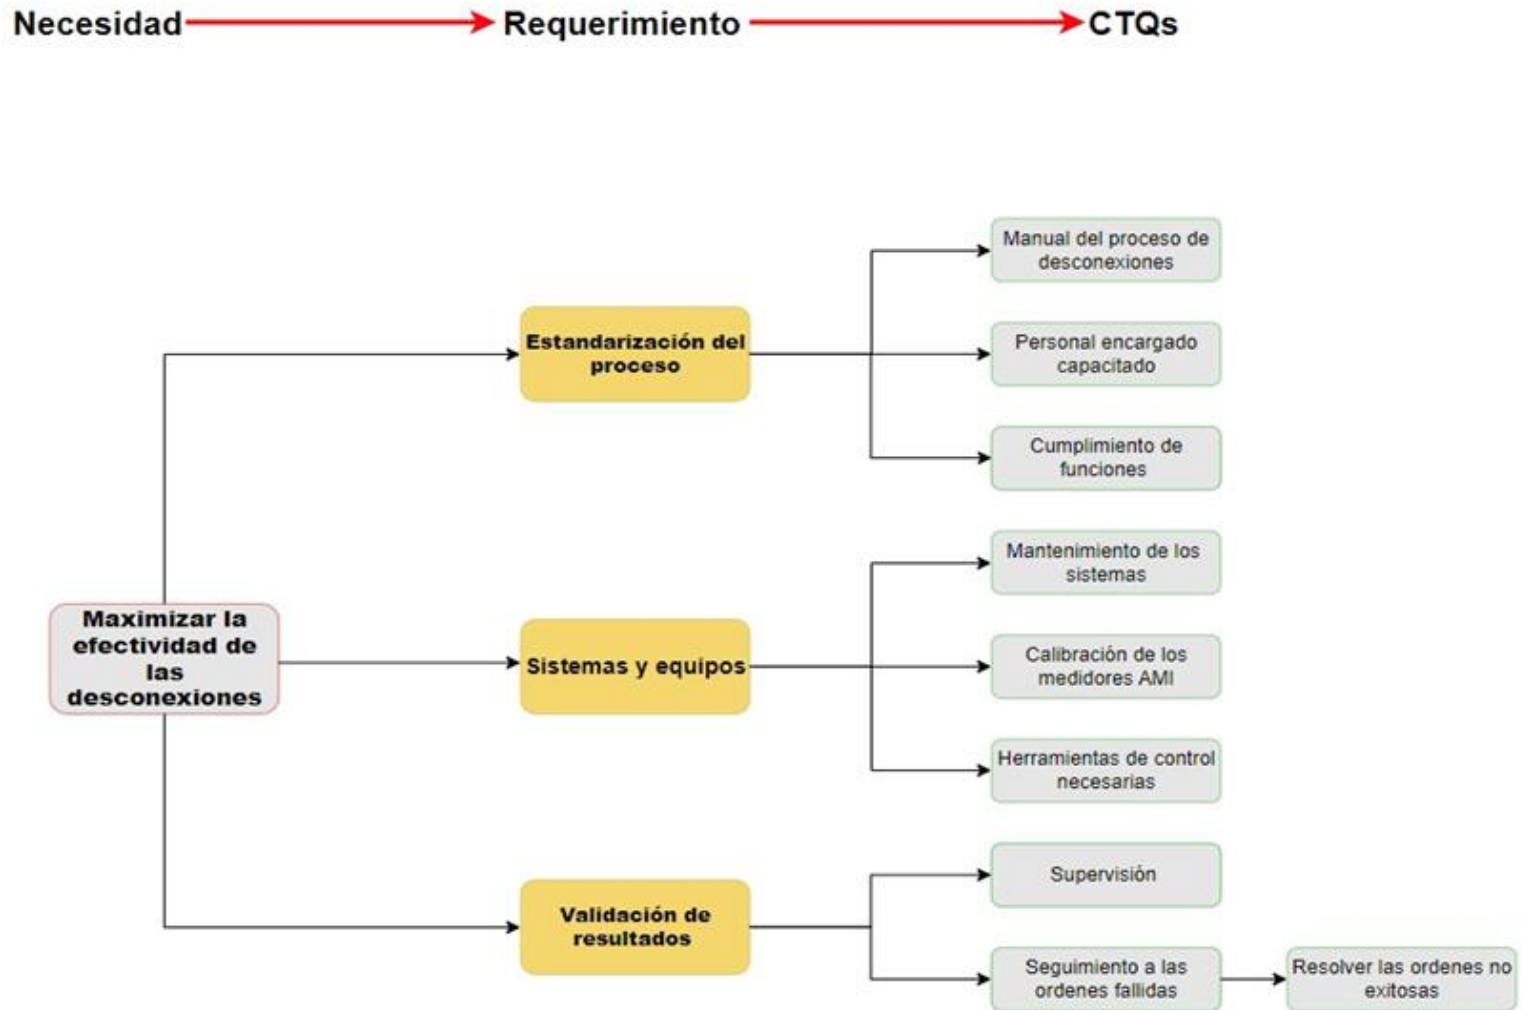 Necesidad Requerimiento CTQs
Manual del proceso de
desconexiones
Estandarización del
proceso
Personal encargado
capacitado
Cumplimiento de
funciones
Mantenimiento de los
sistemas
Maximizar la
efectividad de
las
desconexiones
Sistemas y equipos
Calibración de los
medidores AMI
Herramientas de control
necesarias
Supervisión
Validación de
resultados
Seguimiento a las
ordenes fallidas
Resolver las ordenes no
exitosas